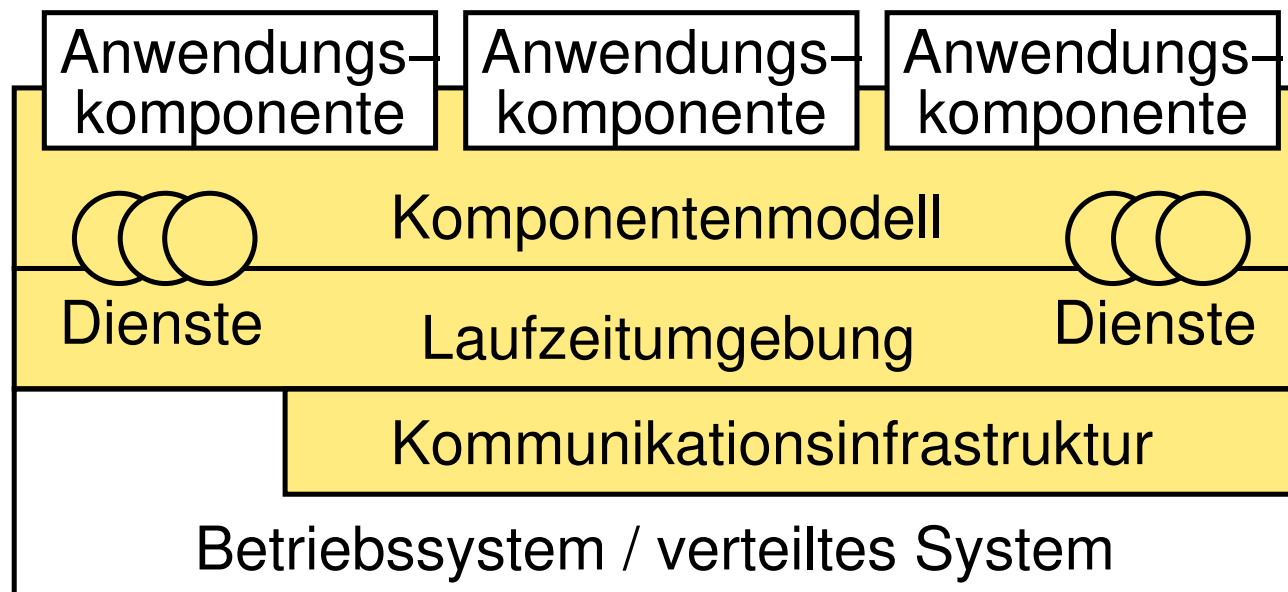 Anwendungs-
komponente
Anwendungs-
komponente
Anwendungs-
komponente
Komponentenmodell
Dienste
Laufzeitumgebung
Dienste
Kommunikationsinfrastruktur
Betriebssystem / verteiltes System